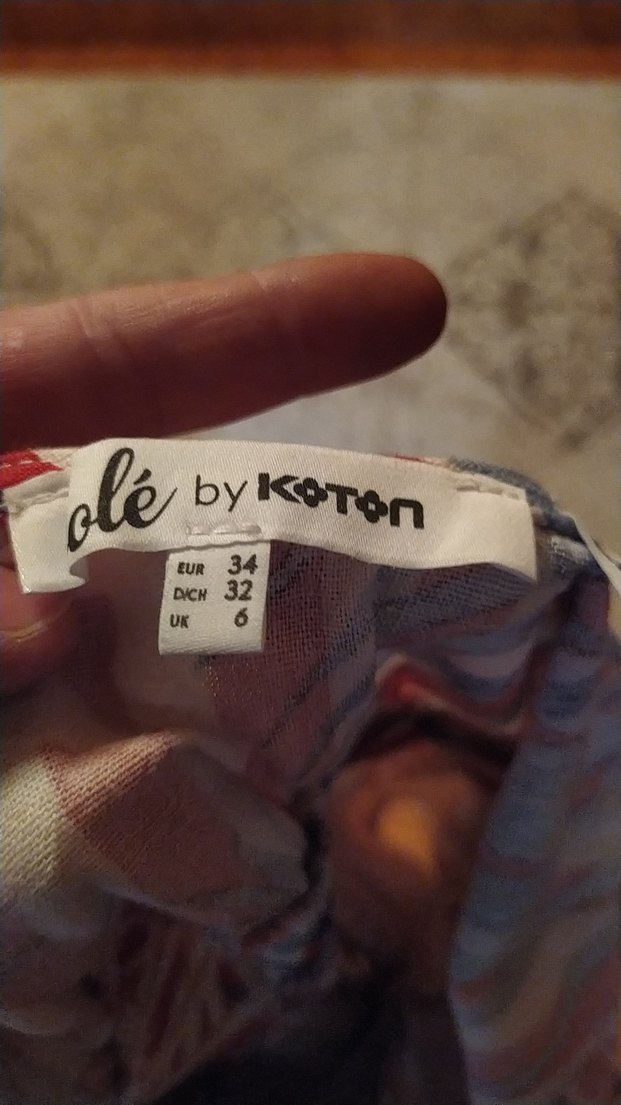 olé by KOTON
EUR 34
D/CH 32
UK 6